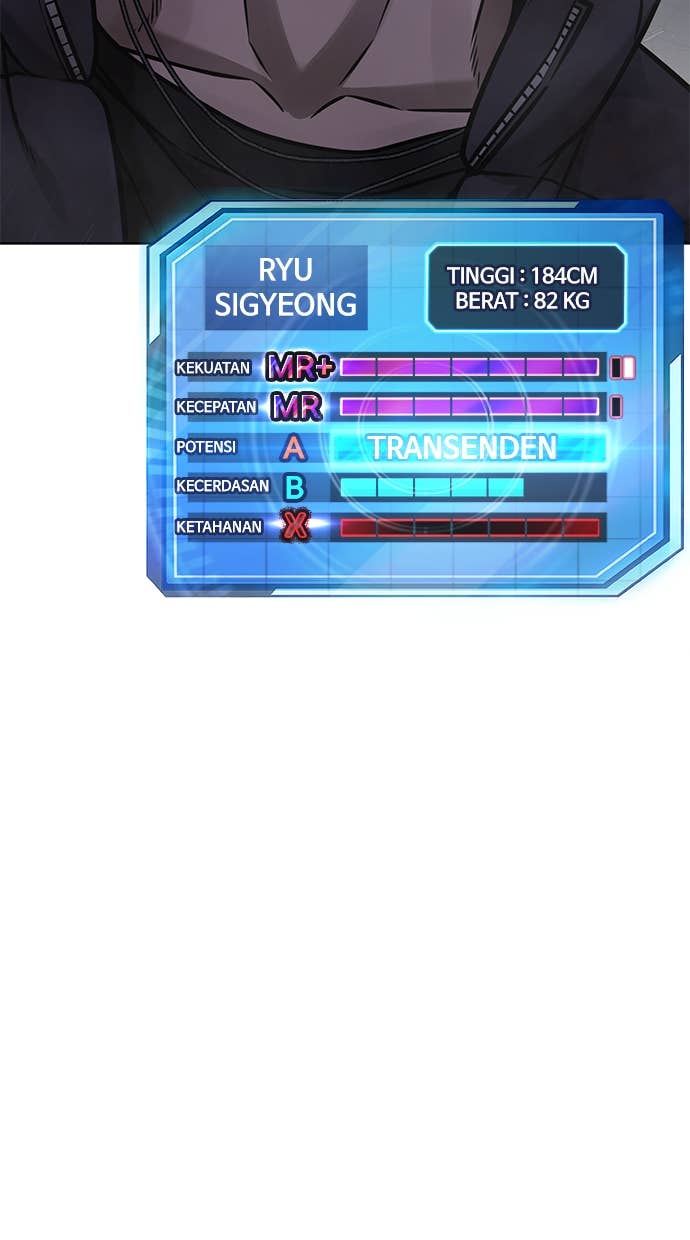 RYU
SIGYEONG
TINGGI : 184CM
BERAT : 82 KG
KEKUATAN MR+
KECEPATAN MR
POTENSI A TRANSENDEN
KECERDASAN B
KETAHANAN X